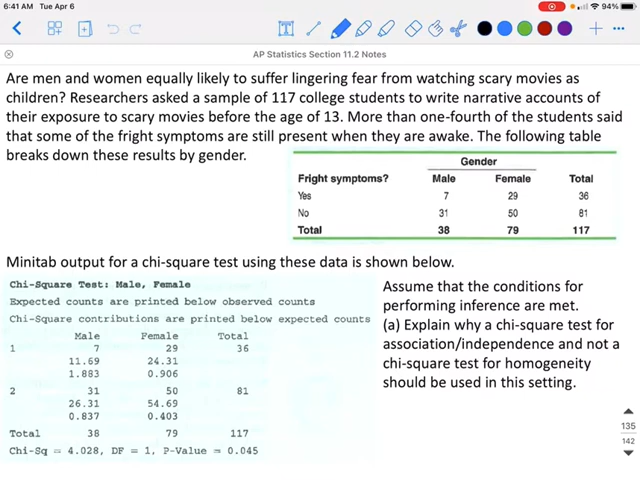 6:41 AM Tue Apr 6
94%
AP Statistics Section 11.2 Notes
Are men and women equally likely to suffer lingering fear from watching scary movies as
children? Researchers asked a sample of 117 college students to write narrative accounts of
their exposure to scary movies before the age of 13. More than one-fourth of the students said
that some of the fright symptoms are still present when they are awake. The following table
breaks down these results by gender.
Gender
Fright symptoms? Male Female Total
Yes 7 29 36
No 31 50 81
Total 38 79 117
Minitab output for a chi-square test using these data is shown below.
Chi-Square Test: Male, Female
Expected counts are printed below observed counts
Chi-Square contributions are printed below expected counts
Male Female Total
1 7 29 36
11.69 24.31
1.883 0.906
2 31 50 81
26.31 54.69
0.837 0.403
Total 38 79 117
Chi-Sq = 4.028, DF = 1, P-Value = 0.045
Assume that the conditions for
performing inference are met.
(a) Explain why a chi-square test for
association/independence and not a
chi-square test for homogeneity
should be used in this setting.
135
142